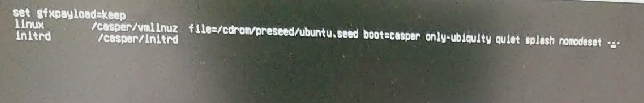 set gfxpayload=keep
linux /casper/vmlinuz file=/cdrom/preseed/ubuntu.seed boot=casper only-ubiquity quiet splash nomodeset ---
initrd /casper/initrd